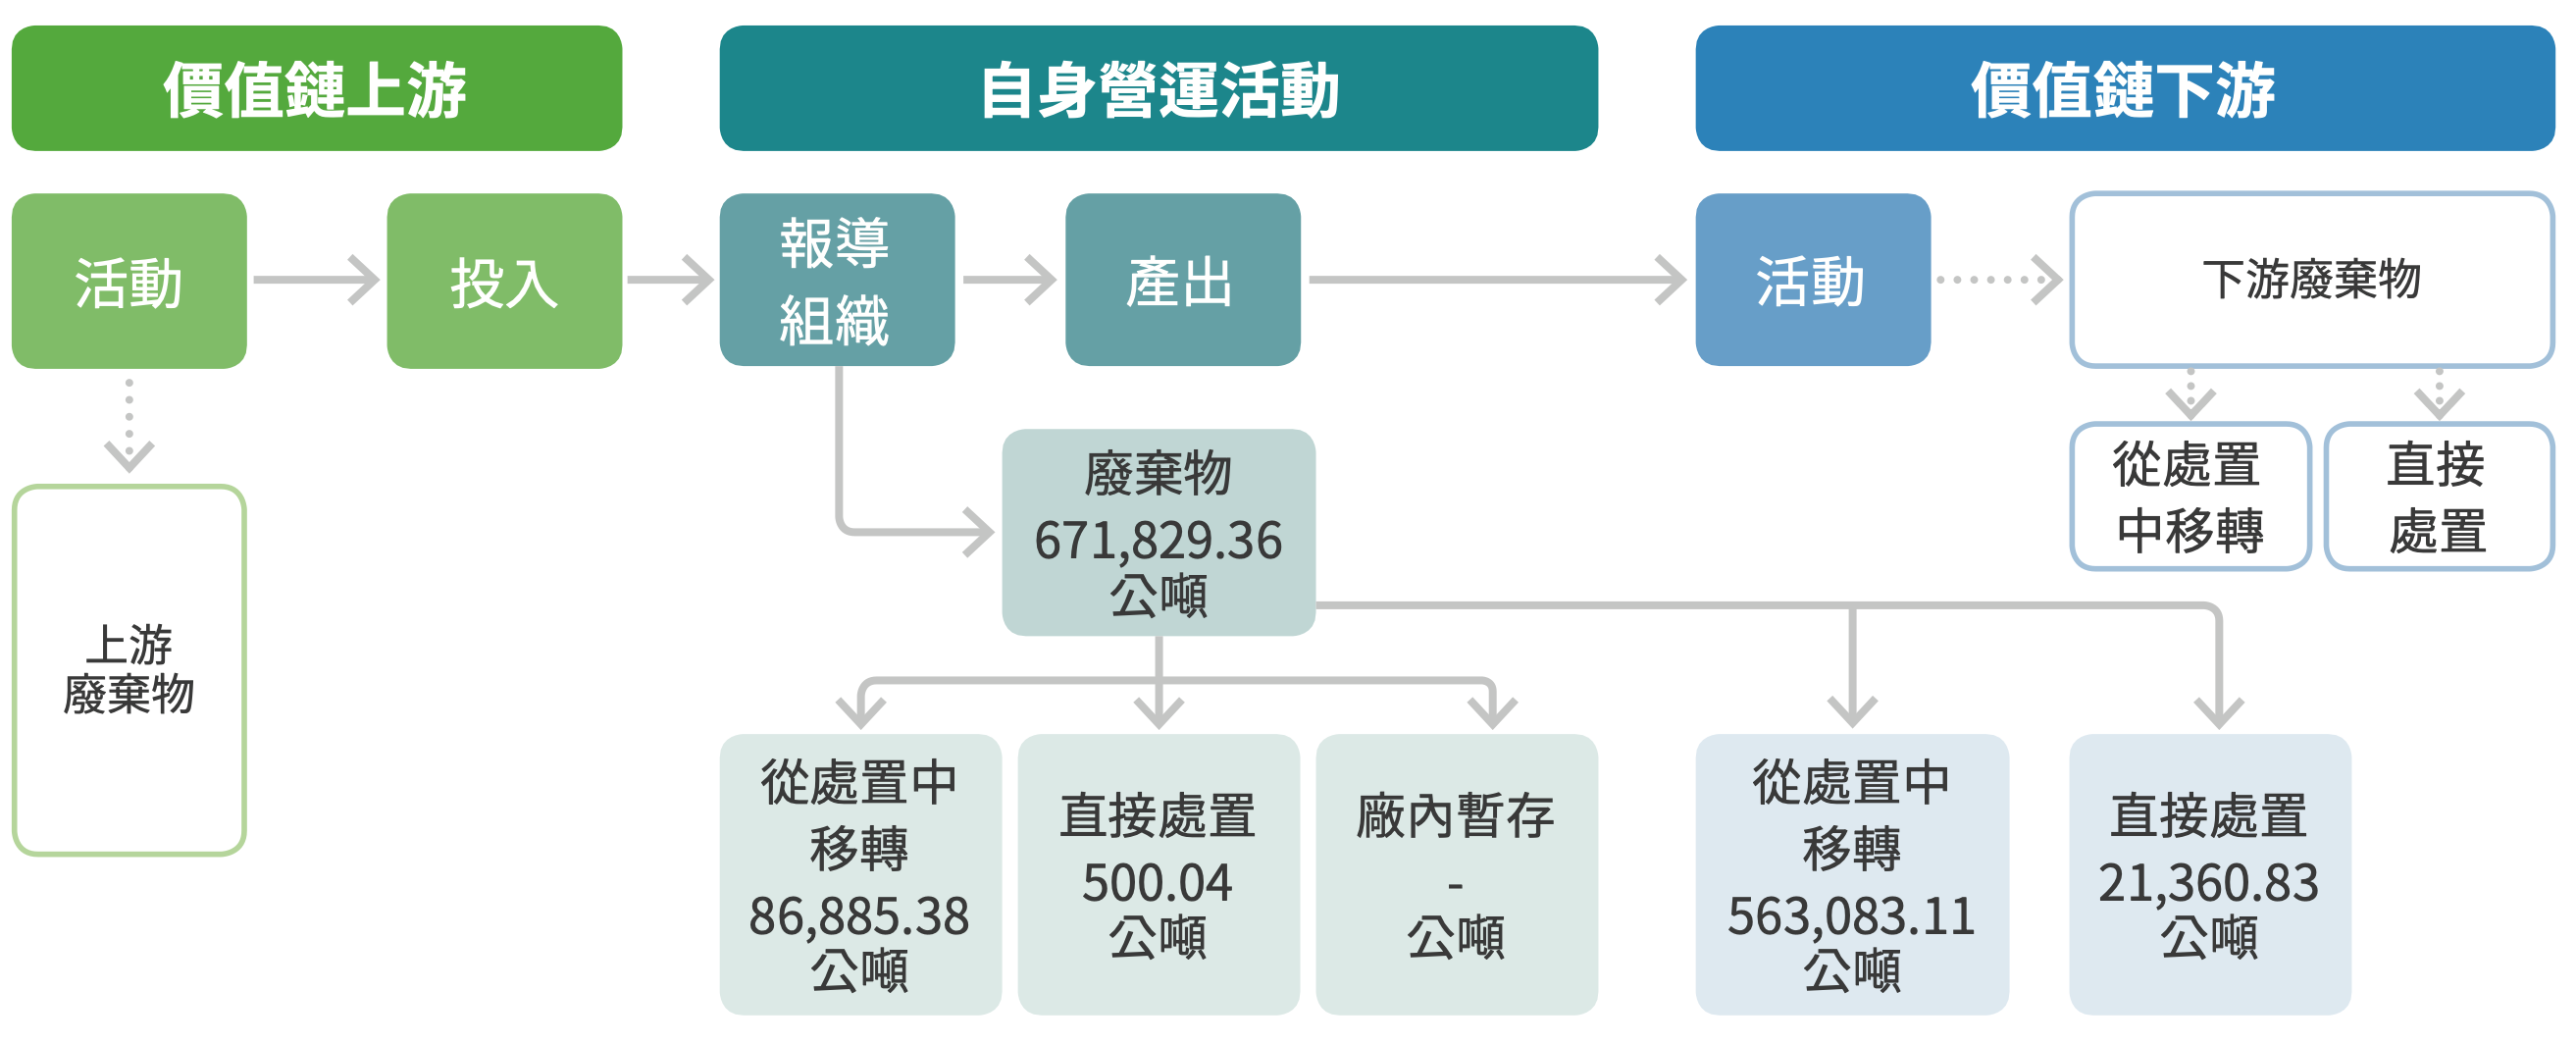 價值鏈上游
自身營運活動
價值鏈下游
活動
投入
報導
組織
產出
活動
下游廢棄物
從處置
中移轉
直接
處置
上游
廢棄物
廢棄物
671,829.36
公噸
從處置中
移轉
86,885.38
公噸
直接處置
500.04
公噸
廠內暫存
-
公噸
從處置中
移轉
563,083.11
公噸
直接處置
21,360.83
公噸